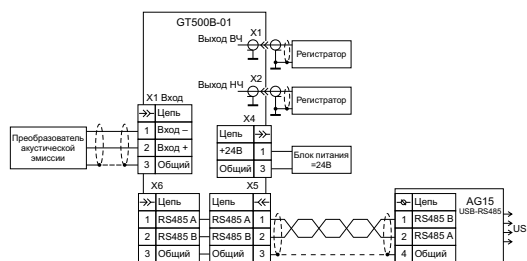 GT500B-01
X1
Выход ВЧ
Регистратор
X2
Выход НЧ
Регистратор
X1 Вход
Цепь
1 Вход –
2 Вход +
3 Общий
Преобразователь
акустической
эмиссии
X4
Цепь
+24В 1
Общий 3
Блок питания
=24В
X6
Цепь
1 RS485 A
2 RS485 B
3 Общий
X5
Цепь
RS485 A 1
RS485 B 2
Общий 3
Цепь
1 RS485 B
2 RS485 A
4 Общий
AG15
USB-RS485
US